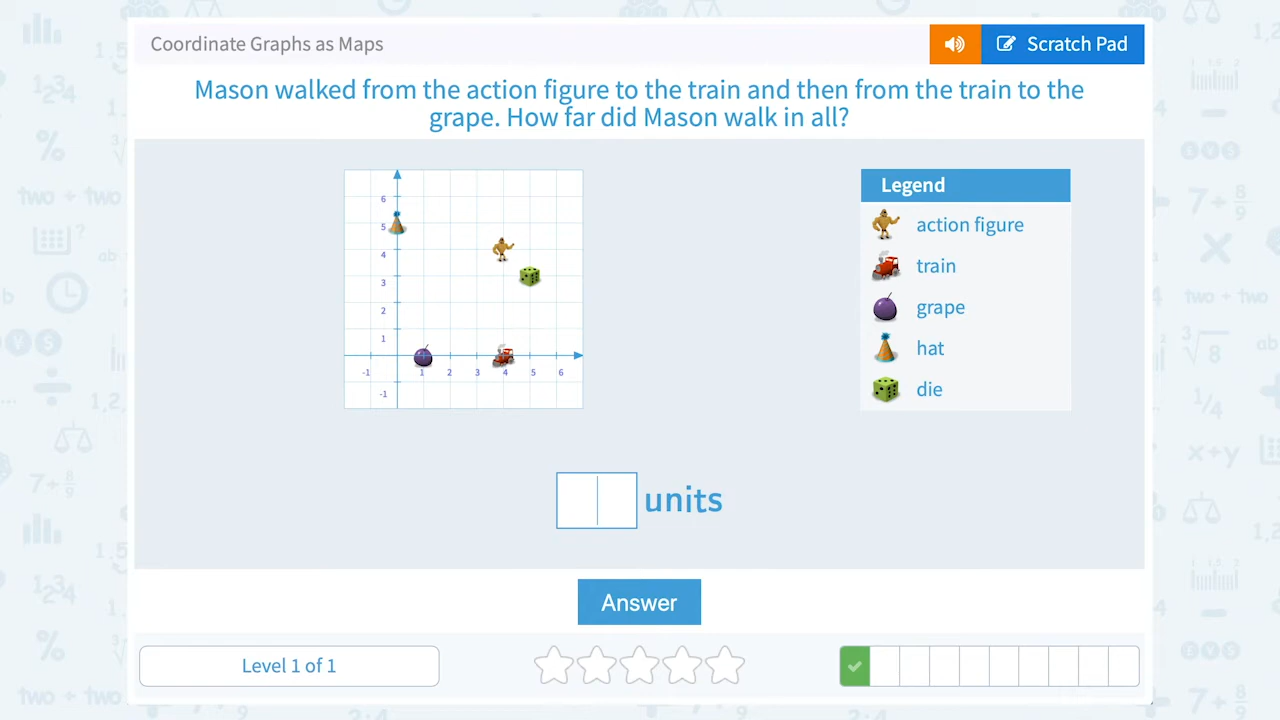 Coordinate Graphs as Maps
Scratch Pad
Mason walked from the action figure to the train and then from the train to the
grape. How far did Mason walk in all?
6
5
4
3
2
1
-1 1 2 3 4 5 6
-1
Legend
action figure
train
grape
hat
die
units
Answer
Level 1 of 1